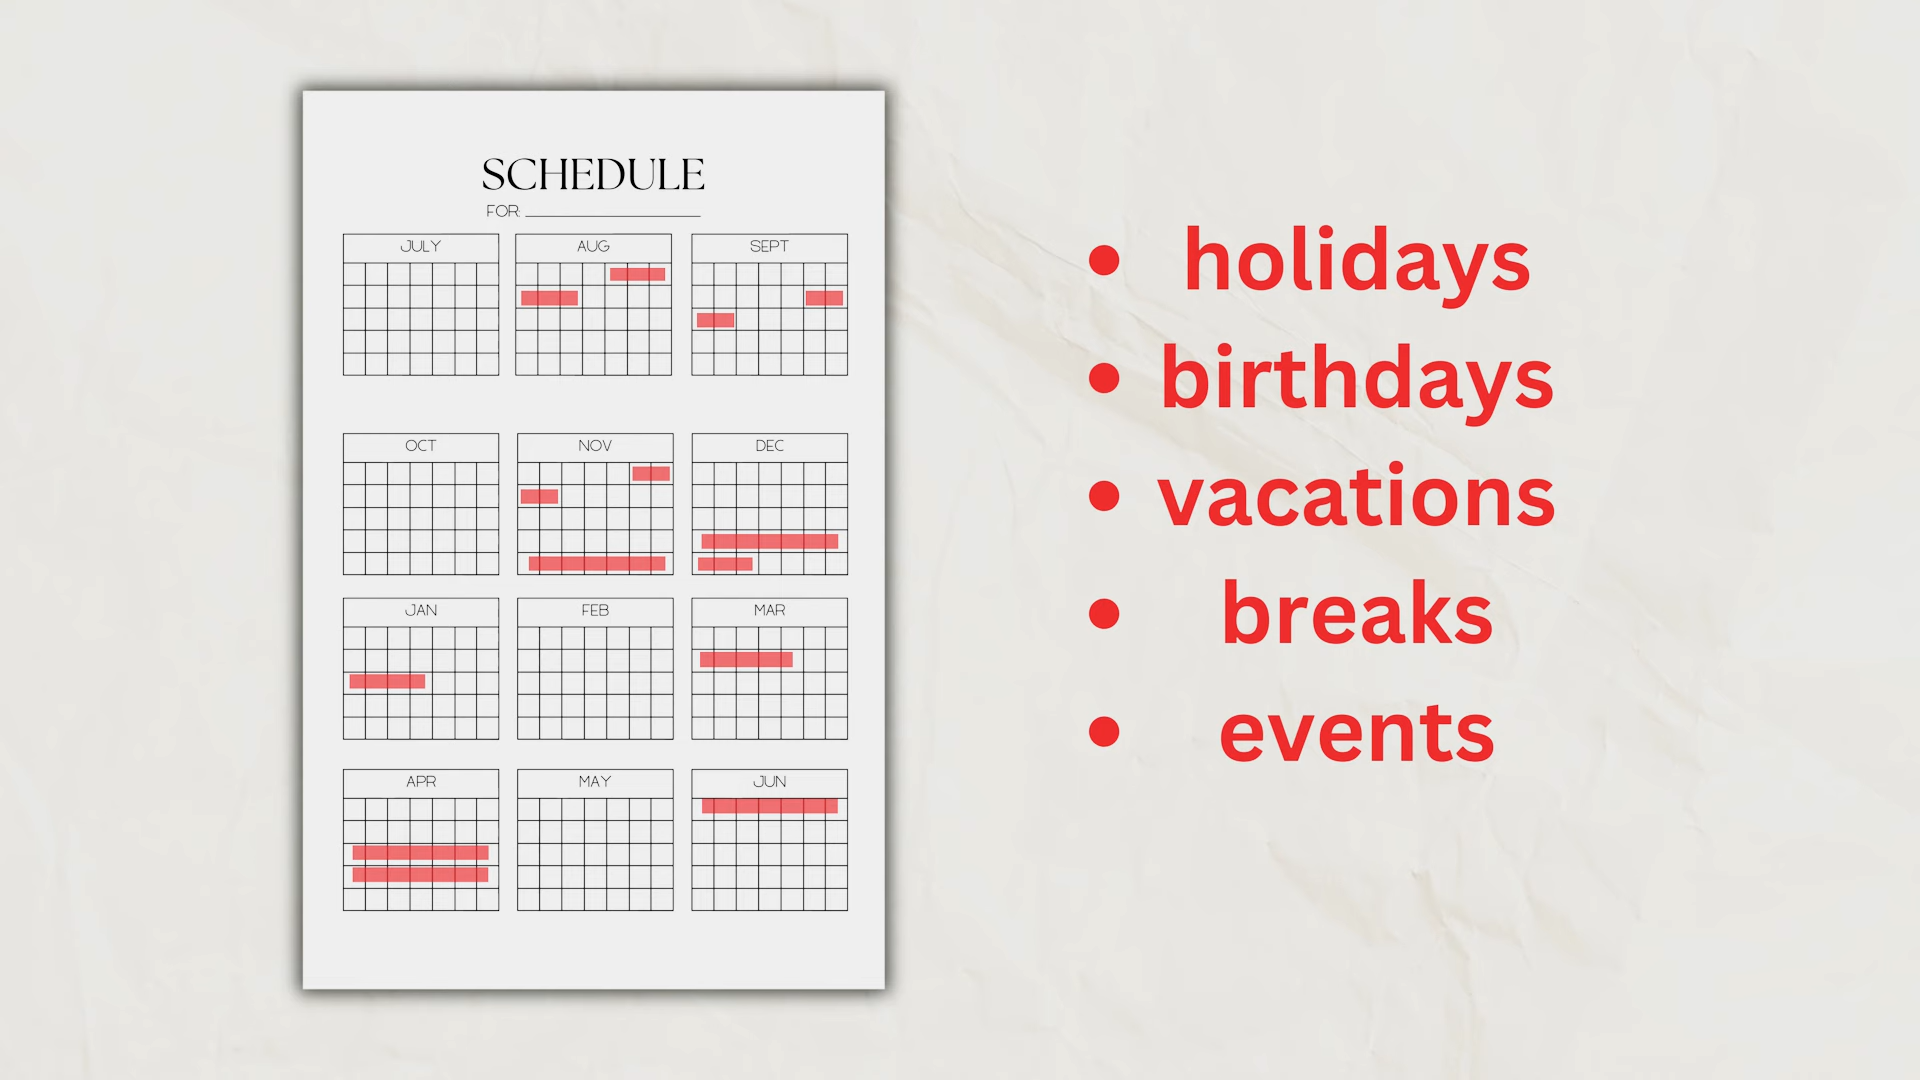 SCHEDULE
FOR:
JULY
AUG
SEPT
OCT
NOV
DEC
JAN
FEB
MAR
APR
MAY
JUN
• holidays
• birthdays
• vacations
• breaks
• events